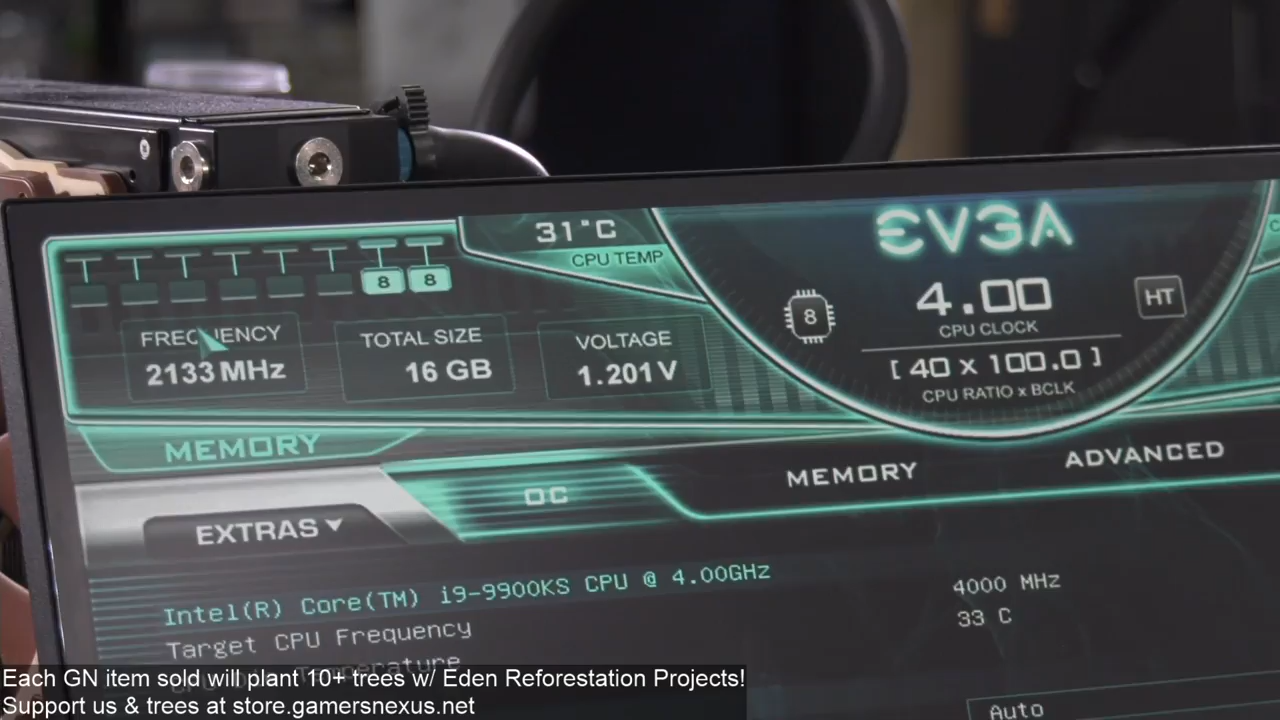 31°C
CPU TEMP
8 8
FREQUENCY
2133 MHz
TOTAL SIZE
16 GB
VOLTAGE
1.201V
EVGA
8
4.00
CPU CLOCK
HT
[ 40 x 100.0 ]
CPU RATIO x BCLK
MEMORY
OC
MEMORY
ADVANCED
EXTRAS ▼
Intel(R) Core(TM) i9-9900KS CPU @ 4.00GHz
Target CPU Frequency
4000 MHz
CPU Temperature
33 C
Auto
Each GN item sold will plant 10+ trees w/ Eden Reforestation Projects!
Support us & trees at store.gamersnexus.net